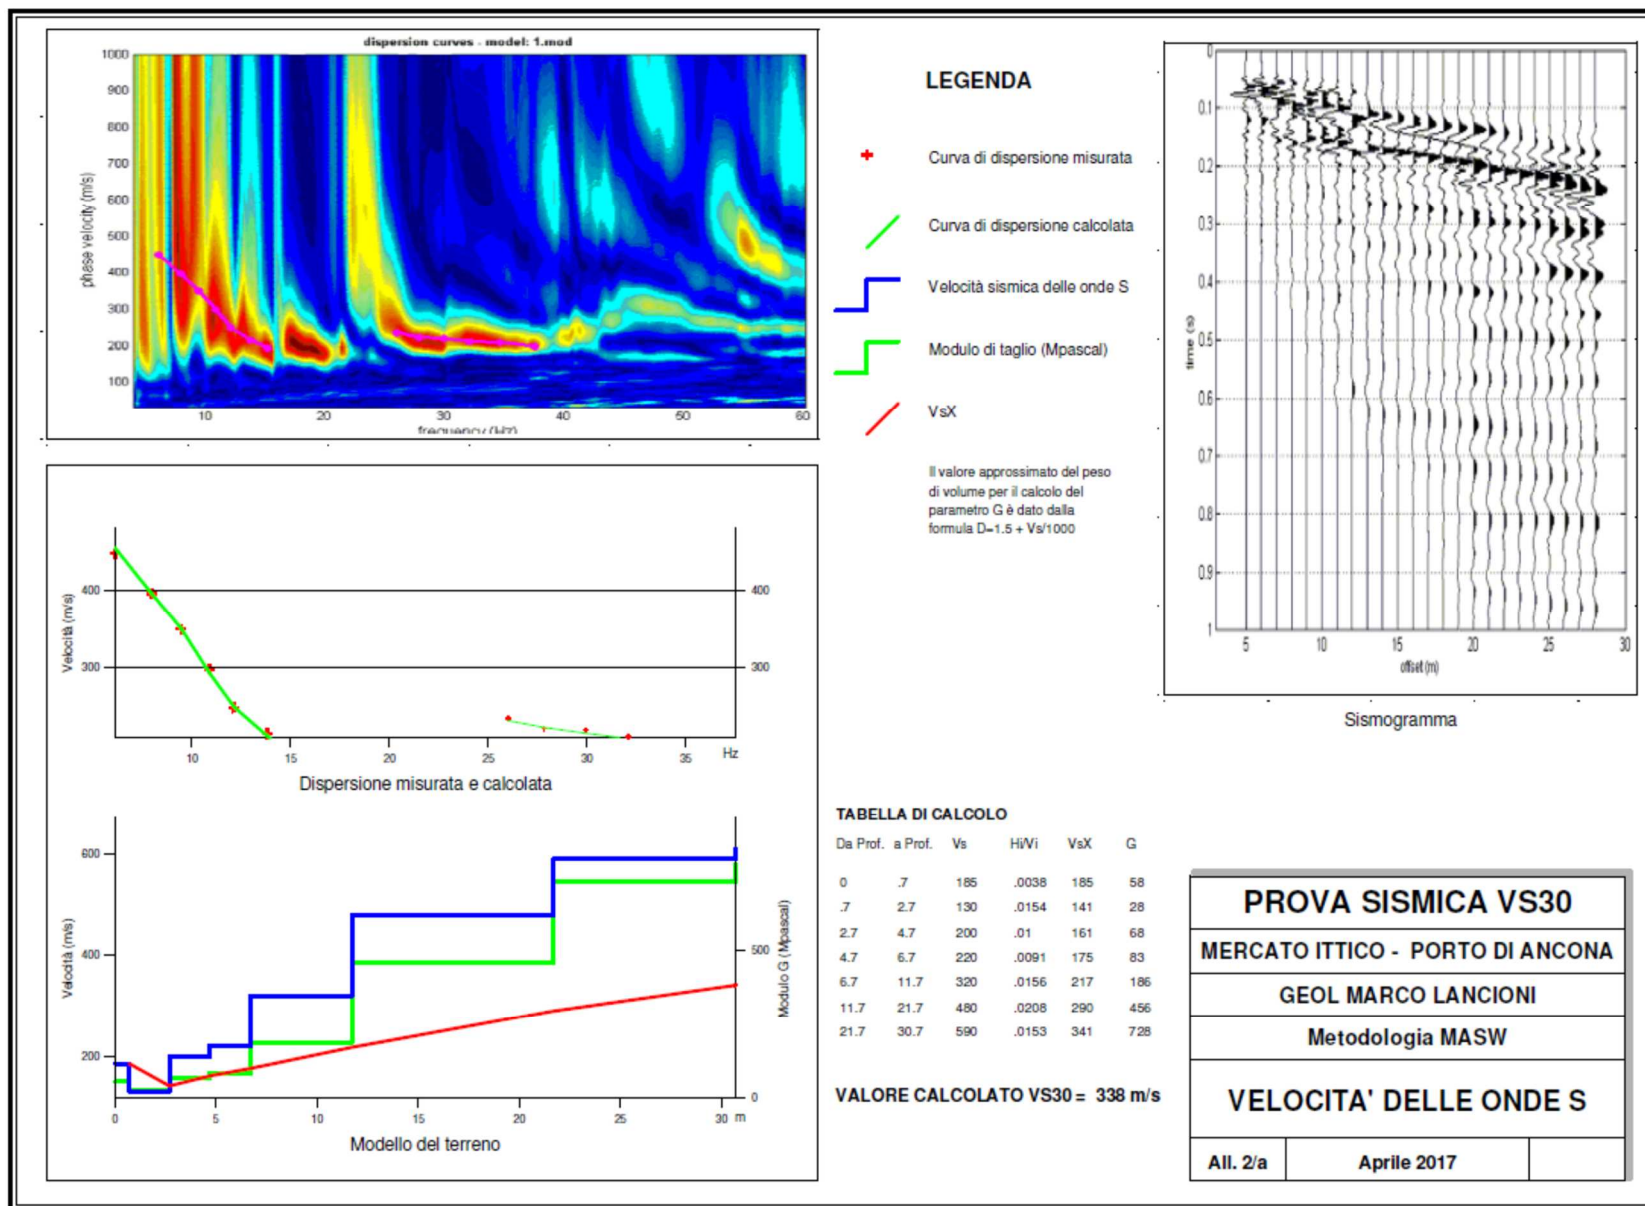 dispersion curves - model: 1.mod
phase velocity (m/s)
1000
900
800
700
600
500
400
300
200
100
10
20
30
40
50
60
frequency (Hz)
LEGENDA
Curva di dispersione misurata
Curva di dispersione calcolata
Velocità sismica delle onde S
Modulo di taglio (Mpascal)
VsX
Il valore approssimato del peso
di volume per il calcolo del
parametro G è dato dalla
formula D=1.5 + Vs/1000
time (s)
0
0.1
0.2
0.3
0.4
0.5
0.6
0.7
0.8
0.9
1
5
10
15
20
25
30
offset (m)
Sismogramma
Velocità (m/s)
400
300
400
300
10
15
20
25
30
35
Hz
Dispersione misurata e calcolata
Velocità (m/s)
600
400
200
500
0
Modulo G (Mpascal)
0
5
10
15
20
25
30 m
Modello del terreno
TABELLA DI CALCOLO
Da Prof. a Prof. Vs Hi/Vi VsX G
0 .7 185 .0038 185 58
.7 2.7 130 .0154 141 28
2.7 4.7 200 .01 161 68
4.7 6.7 220 .0091 175 83
6.7 11.7 320 .0156 217 186
11.7 21.7 480 .0208 290 456
21.7 30.7 590 .0153 341 728
VALORE CALCOLATO VS30 = 338 m/s
PROVA SISMICA VS30
MERCATO ITTICO - PORTO DI ANCONA
GEOL MARCO LANCIONI
Metodologia MASW
VELOCITA' DELLE ONDE S
All. 2/a
Aprile 2017